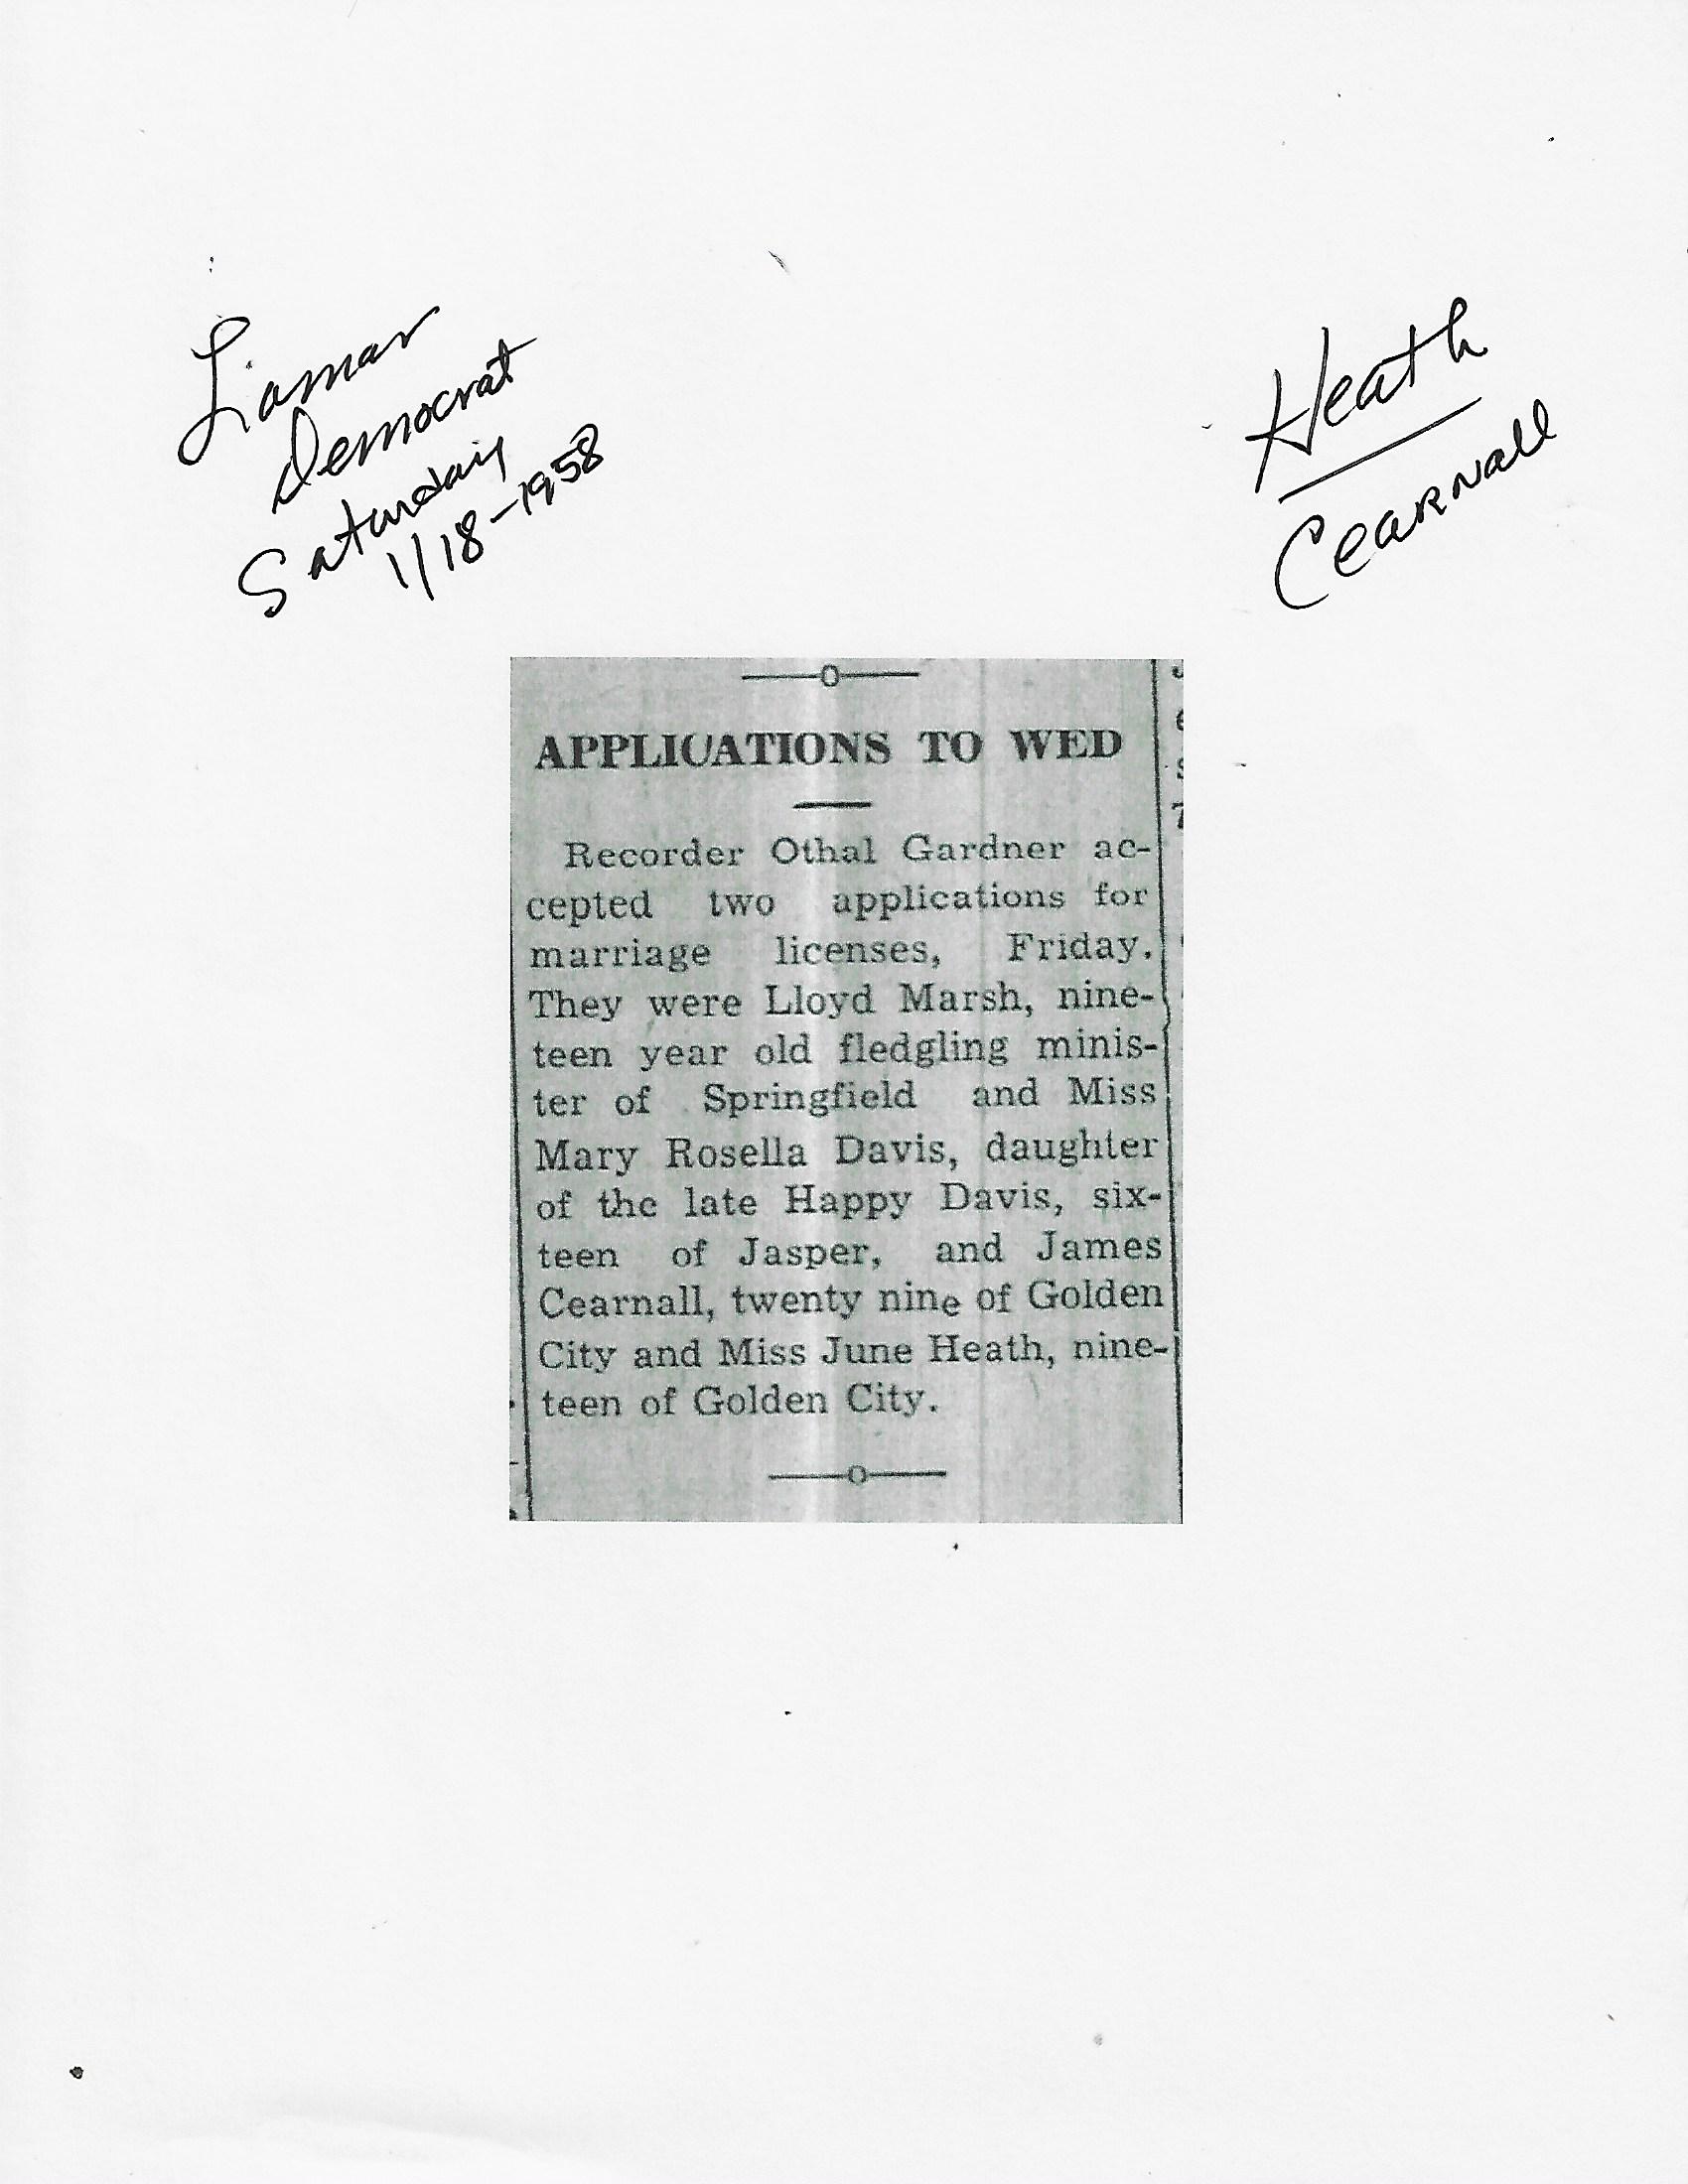 Lamar
Democrat
Saturday
1/18-1958
Heath
Cearnall
APPLICATIONS TO WED
Recorder Othal Gardner ac-
cepted two applications for
marriage licenses, Friday.
They were Lloyd Marsh, nine-
teen year old fledgling minis-
ter of Springfield and Miss
Mary Rosella Davis, daughter
of the late Happy Davis, six-
teen of Jasper, and James
Cearnall, twenty nine of Golden
City and Miss June Heath, nine-
teen of Golden City.